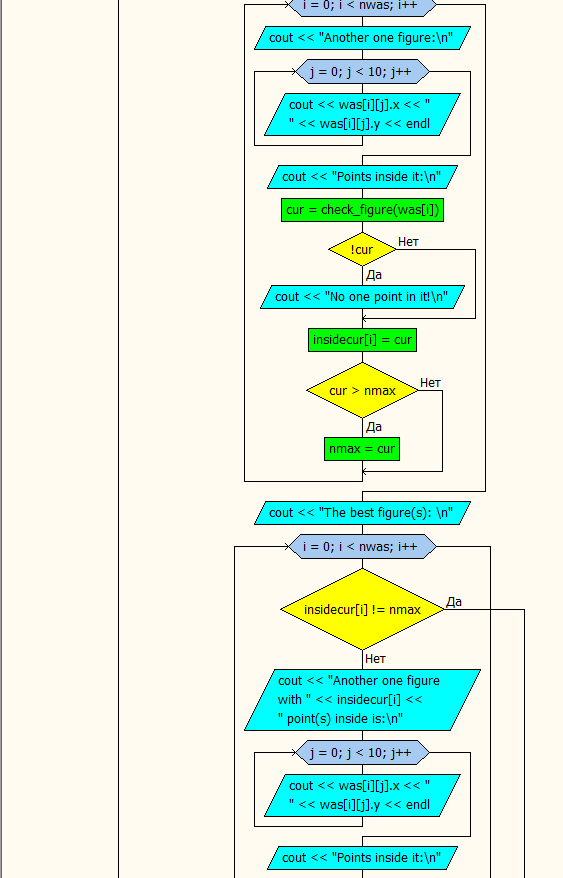 i = 0; i < nwas; i++
cout << "Another one figure:\n"
j = 0; j < 10; j++
cout << was[i][j].x << "
" << was[i][j].y << endl
cout << "Points inside it:\n"
cur = check_figure(was[i])
!cur
Нет
Да
cout << "No one point in it!\n"
insidecur[i] = cur
cur > nmax
Нет
Да
nmax = cur
cout << "The best figure(s): \n"
i = 0; i < nwas; i++
insidecur[i] != nmax
Да
Нет
cout << "Another one figure
with " << insidecur[i] <<
" point(s) inside is:\n"
j = 0; j < 10; j++
cout << was[i][j].x << "
" << was[i][j].y << endl
cout << "Points inside it:\n"